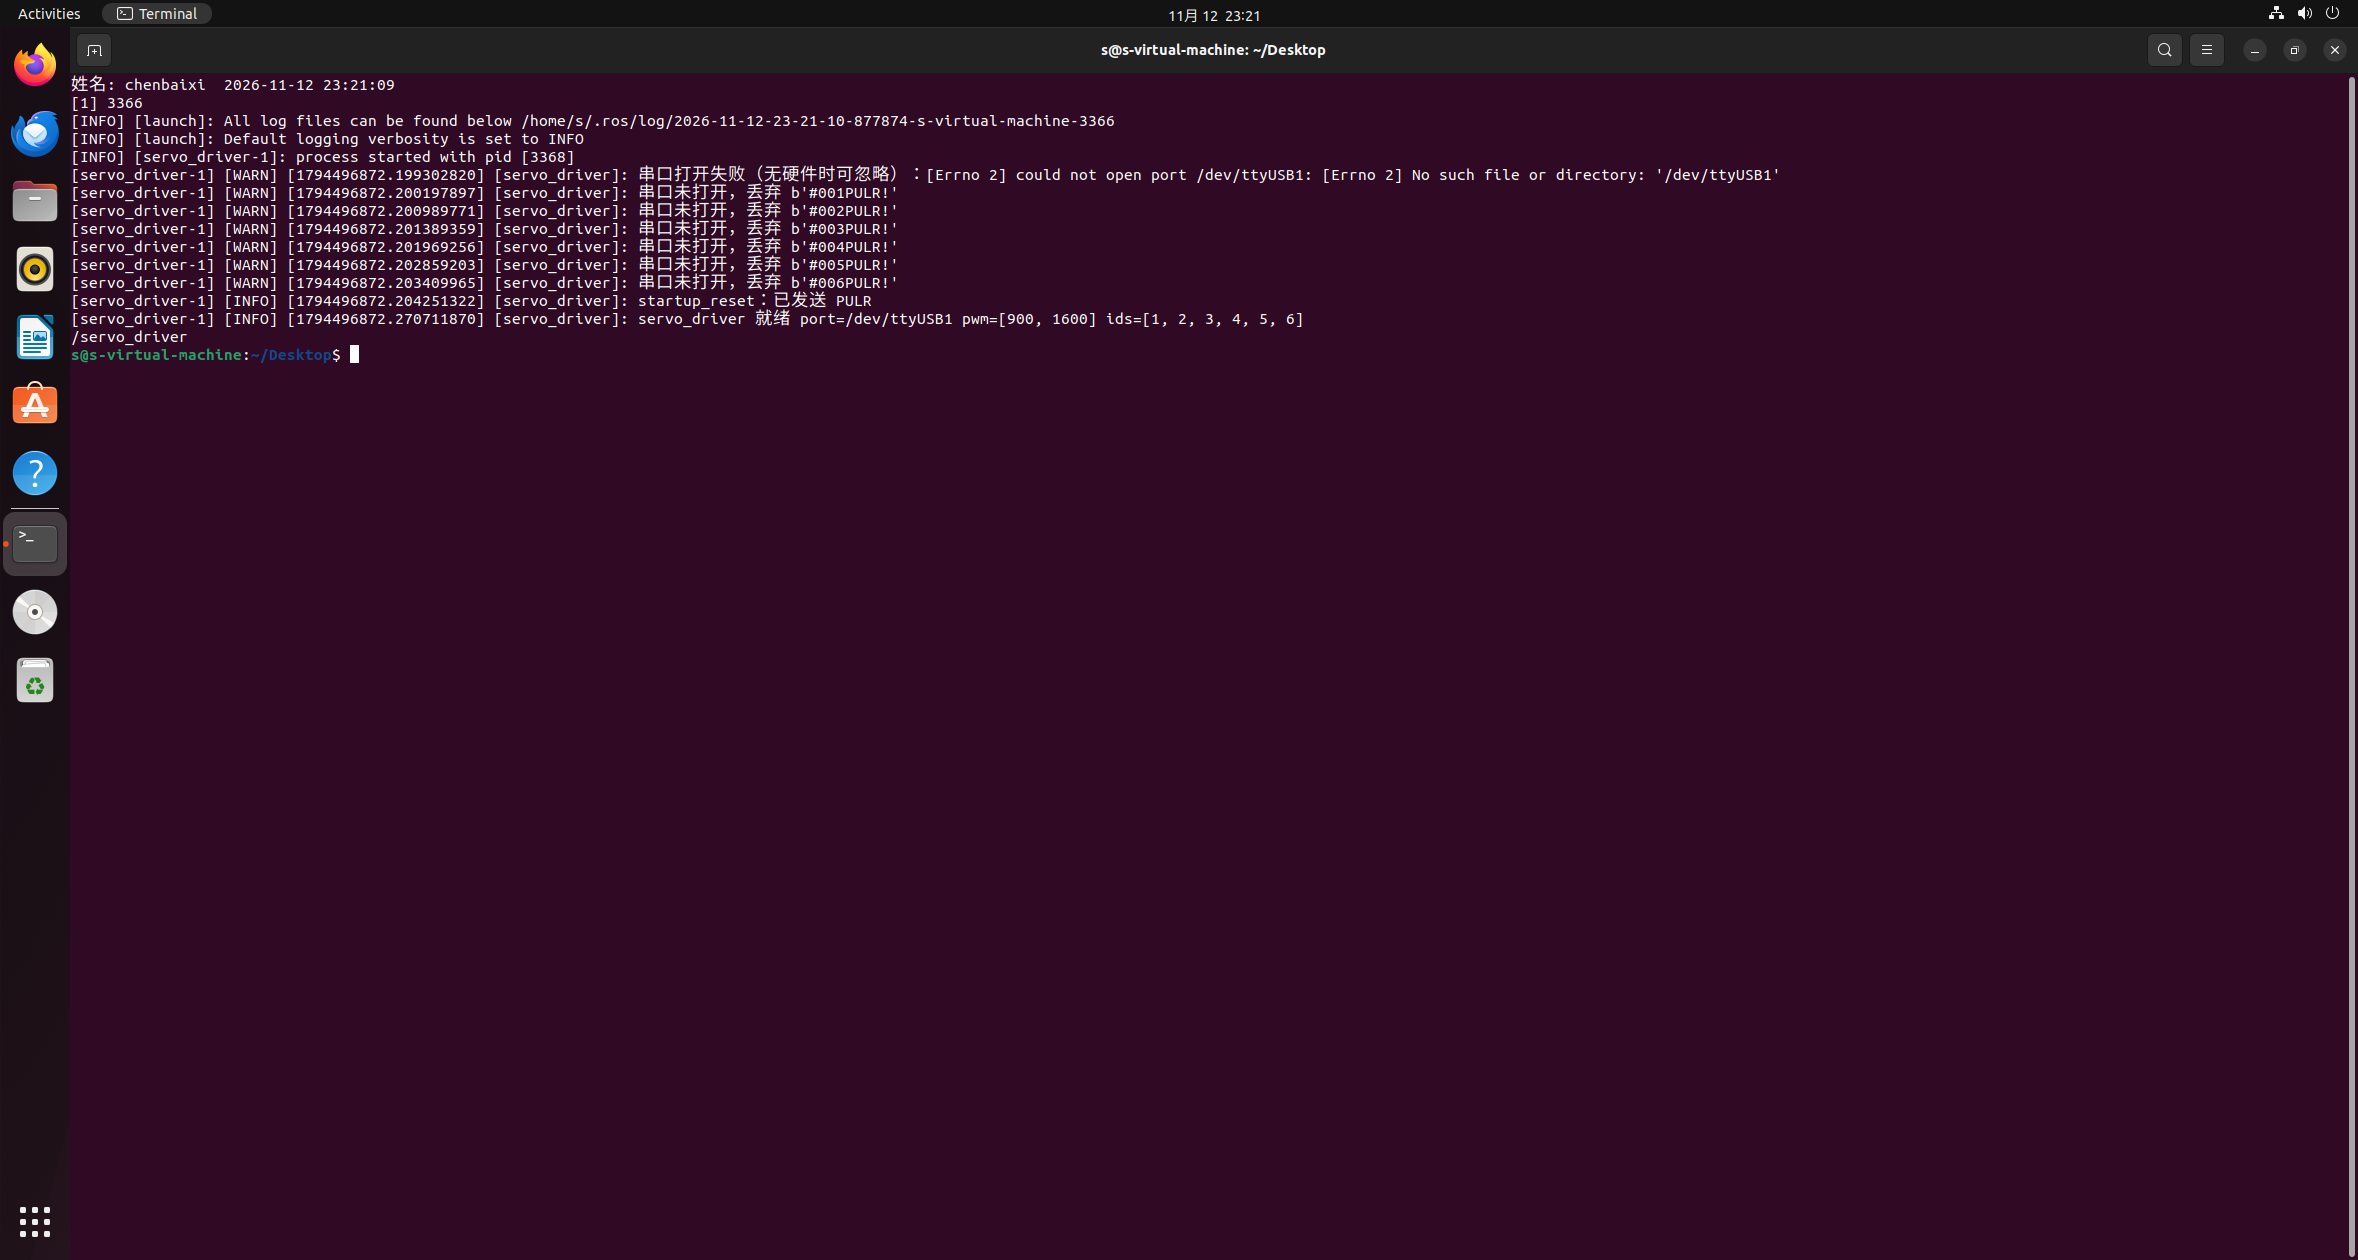 Activities
Terminal
11月 12 23:21
s@s-virtual-machine: ~/Desktop
姓名: chenbaixi  2026-11-12 23:21:09
[1] 3366
[INFO] [launch]: All log files can be found below /home/s/.ros/log/2026-11-12-23-21-10-877874-s-virtual-machine-3366
[INFO] [launch]: Default logging verbosity is set to INFO
[INFO] [servo_driver-1]: process started with pid [3368]
[servo_driver-1] [WARN] [1794496872.199302820] [servo_driver]: 串口打开失败（无硬件时可忽略）：[Errno 2] could not open port /dev/ttyUSB1: [Errno 2] No such file or directory: '/dev/ttyUSB1'
[servo_driver-1] [WARN] [1794496872.200197897] [servo_driver]: 串口未打开，丢弃 b'#001PULR!'
[servo_driver-1] [WARN] [1794496872.200989771] [servo_driver]: 串口未打开，丢弃 b'#002PULR!'
[servo_driver-1] [WARN] [1794496872.201389359] [servo_driver]: 串口未打开，丢弃 b'#003PULR!'
[servo_driver-1] [WARN] [1794496872.201969256] [servo_driver]: 串口未打开，丢弃 b'#004PULR!'
[servo_driver-1] [WARN] [1794496872.202859203] [servo_driver]: 串口未打开，丢弃 b'#005PULR!'
[servo_driver-1] [WARN] [1794496872.203409965] [servo_driver]: 串口未打开，丢弃 b'#006PULR!'
[servo_driver-1] [INFO] [1794496872.204251322] [servo_driver]: startup_reset：已发送 PULR
[servo_driver-1] [INFO] [1794496872.270711870] [servo_driver]: servo_driver 就绪 port=/dev/ttyUSB1 pwm=[900, 1600] ids=[1, 2, 3, 4, 5, 6]
/servo_driver
s@s-virtual-machine:~/Desktop$